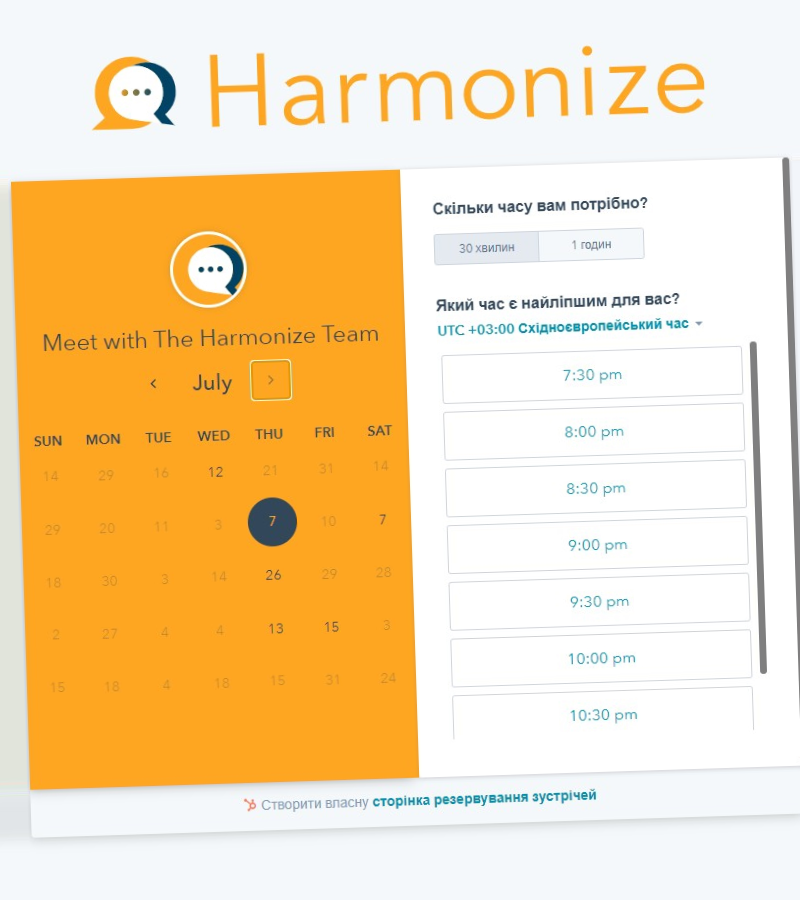 Harmonize
Meet with The Harmonize Team
July
SUN MON TUE WED THU FRI SAT
14 29 16 12 21 31 14
29 20 11 3 7 10 7
18 30 3 14 26 29 28
2 27 4 4 13 15 3
15 18 4 18 15 31 24
Скільки часу вам потрібно?
30 хвилин 1 годин
Який час є найліпшим для вас?
UTC +03:00 Східноєвропейський час
7:30 pm
8:00 pm
8:30 pm
9:00 pm
9:30 pm
10:00 pm
10:30 pm
Створити власну сторінка резервування зустрічей